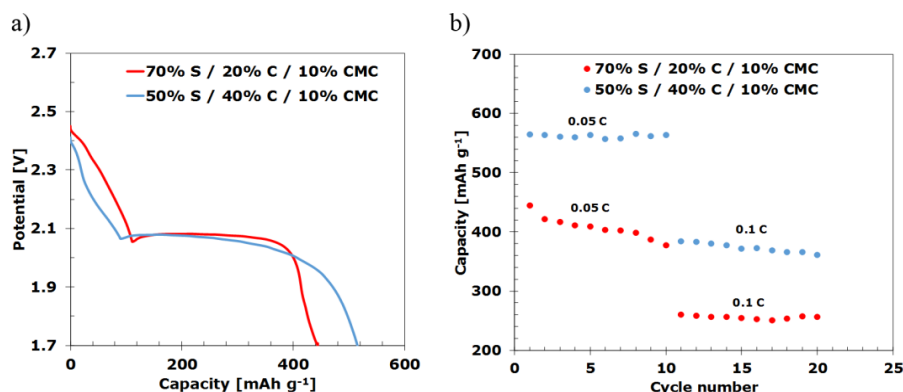 a)
2.7
2.5
2.3
2.1
1.9
1.7
Potential [V]
70% S / 20% C / 10% CMC
50% S / 40% C / 10% CMC
0
200
400
600
Capacity [mAh g⁻¹]
b)
700
600
500
400
300
200
Capacity [mAh g⁻¹]
70% S / 20% C / 10% CMC
50% S / 40% C / 10% CMC
0.05 C
0.05 C
0.1 C
0.1 C
0
5
10
15
20
Cycle number